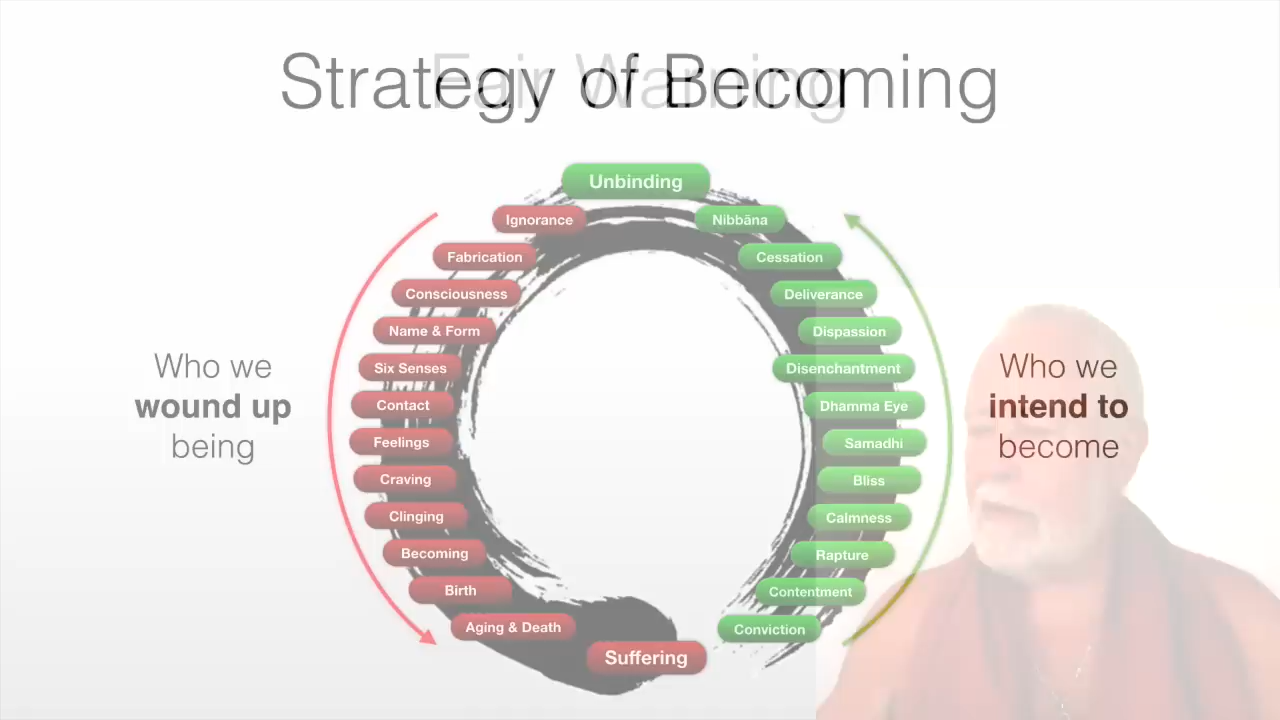 Strategy of Becoming
Fair Warning
Unbinding
Ignorance
Fabrication
Consciousness
Name & Form
Six Senses
Contact
Feelings
Craving
Clinging
Becoming
Birth
Aging & Death
Suffering
Nibbāna
Cessation
Deliverance
Dispassion
Disenchantment
Dhamma Eye
Samadhi
Bliss
Calmness
Rapture
Contentment
Conviction
Who we
wound up
being
Who we
intend to
become